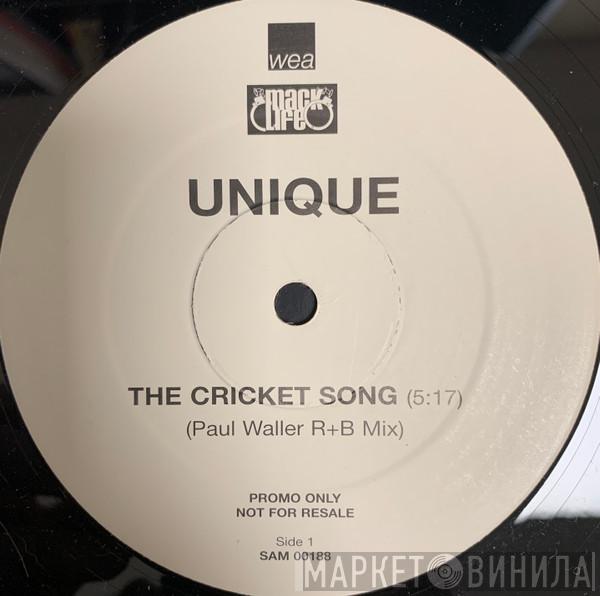 wea
mack
LIFE
UNIQUE
THE CRICKET SONG (5:17)
(Paul Waller R+B Mix)
PROMO ONLY
NOT FOR RESALE
Side 1
SAM 00188
МАРКЕТ ВИНИЛА